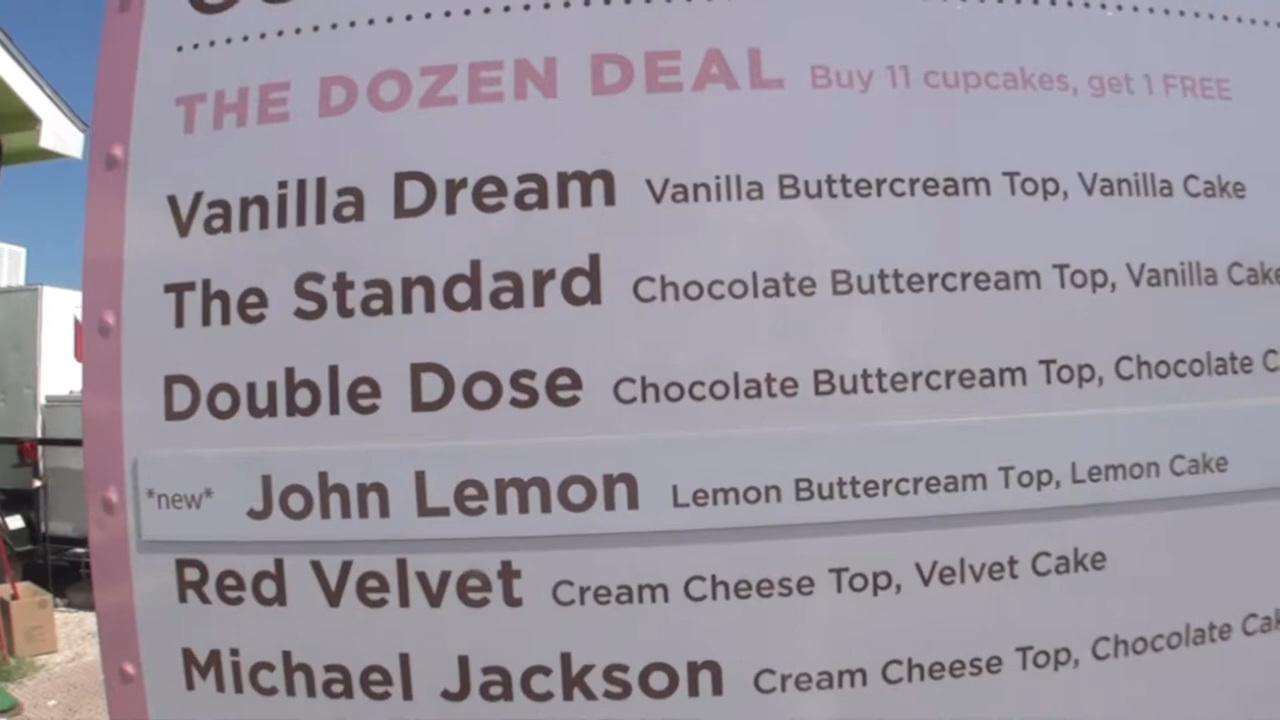 THE DOZEN DEAL Buy 11 cupcakes, get 1 FREE
Vanilla Dream Vanilla Buttercream Top, Vanilla Cake
The Standard Chocolate Buttercream Top, Vanilla Cake
Double Dose Chocolate Buttercream Top, Chocolate
*new* John Lemon Lemon Buttercream Top, Lemon Cake
Red Velvet Cream Cheese Top, Velvet Cake
Michael Jackson Cream Cheese Top, Chocolate